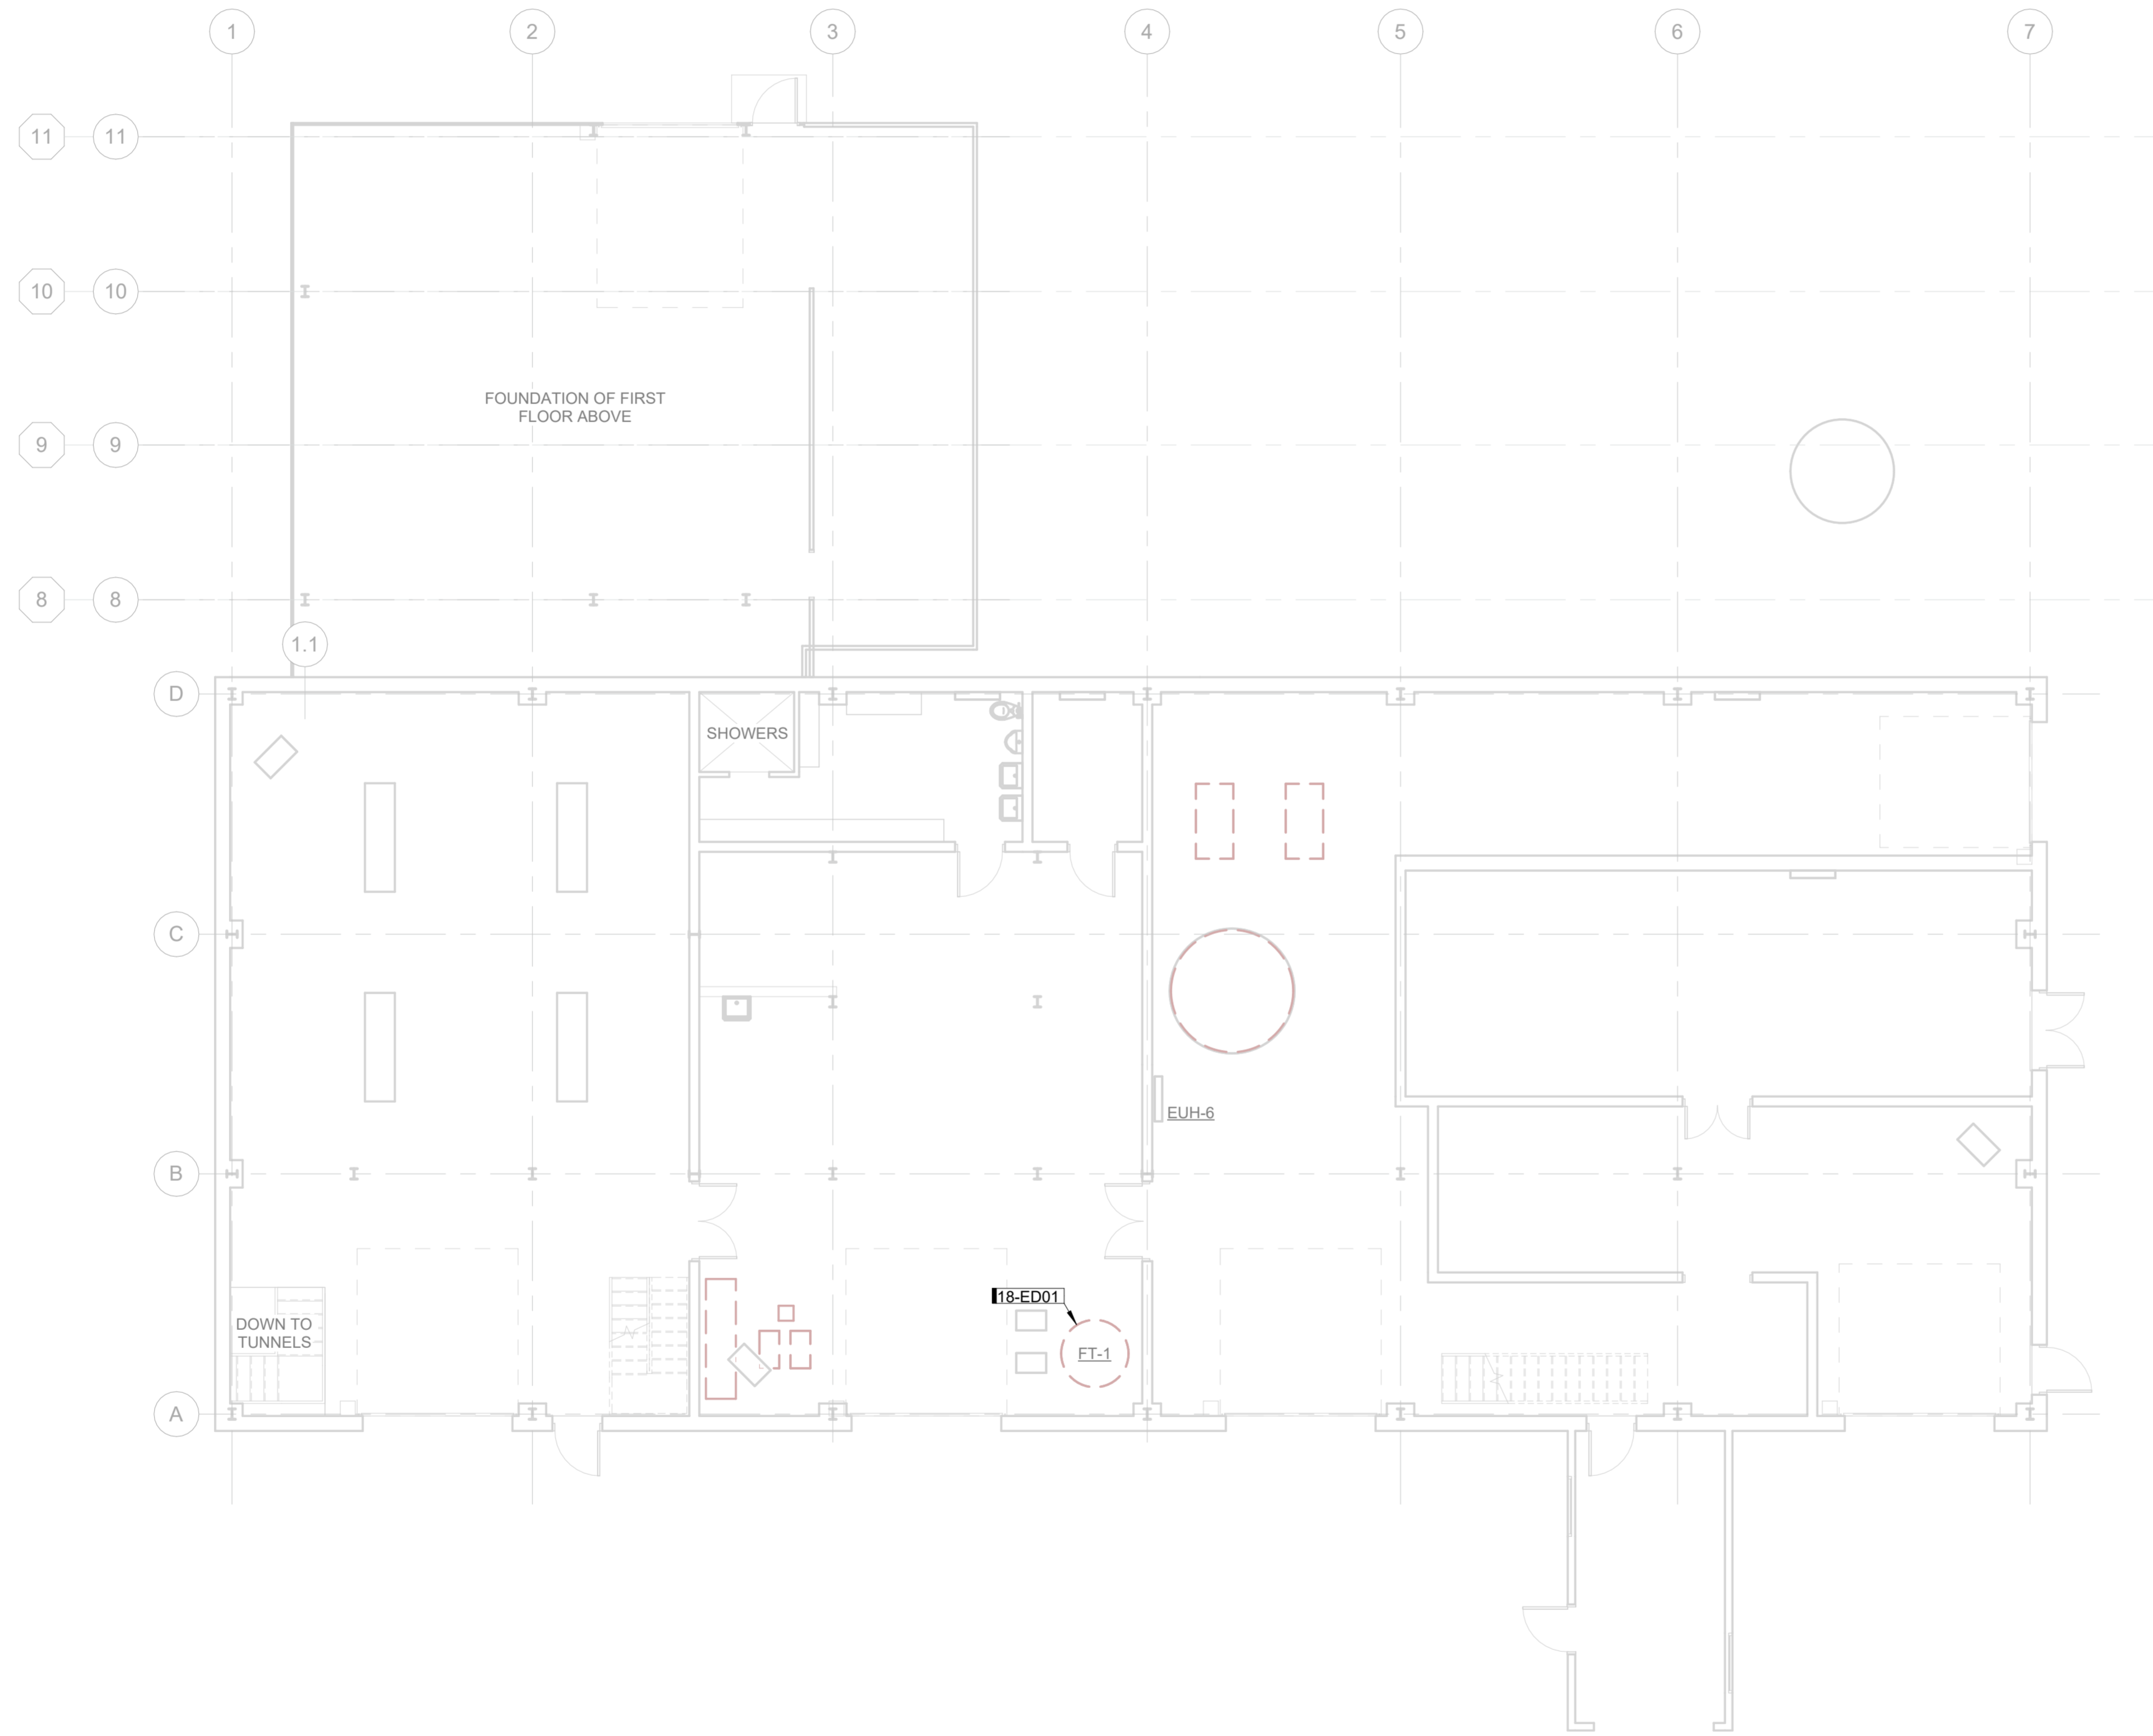 1 2 3 4 5 6 7
11 11
10 10
FOUNDATION OF FIRST
FLOOR ABOVE
9 9
8 8
1.1
D
SHOWERS
C
EUH-6
B
18-ED01
DOWN TO
TUNNELS
FT-1
A